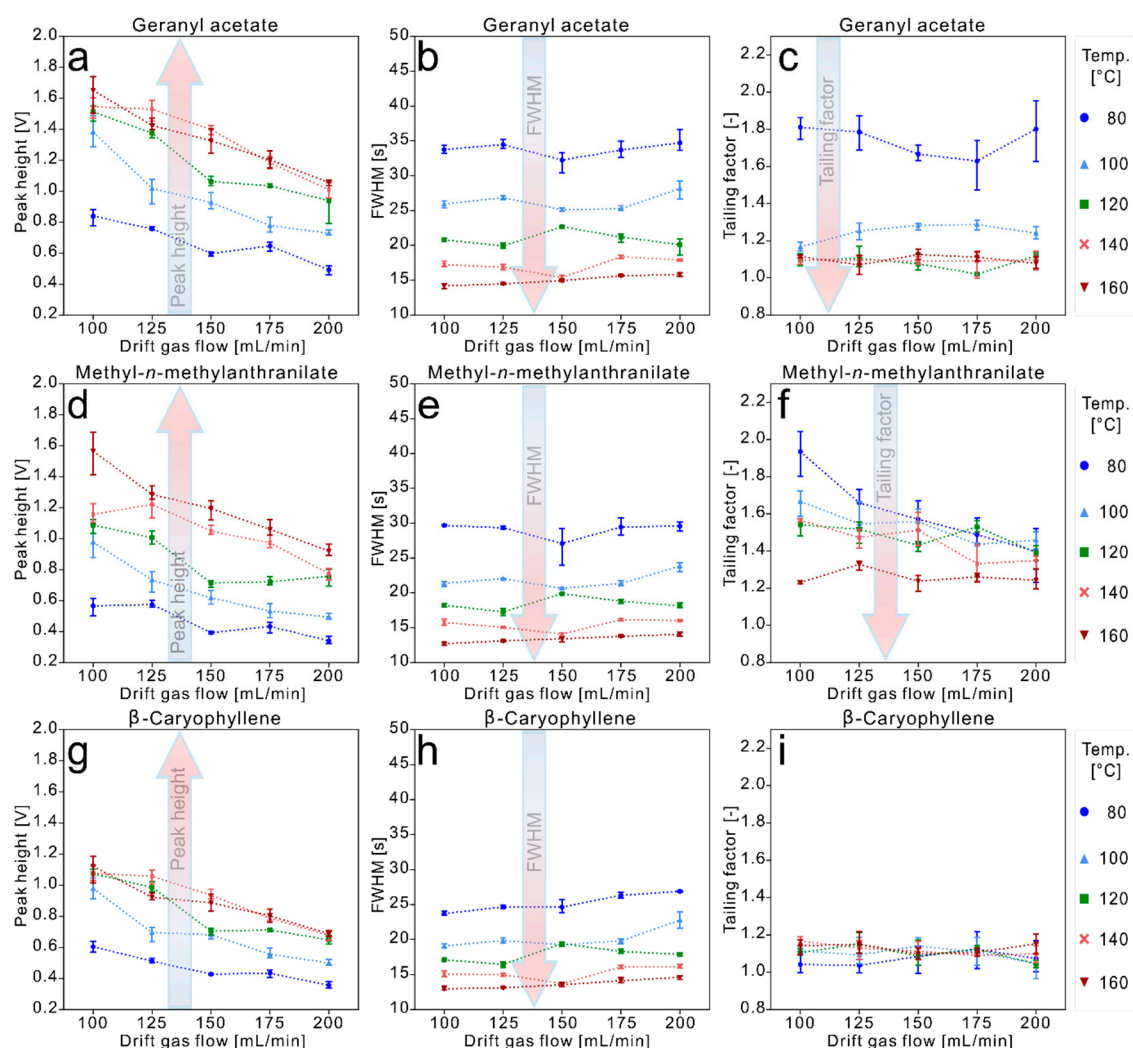 Geranyl acetate
a
Peak height [V]
2.0
1.8
1.6
1.4
1.2
1.0
0.8
0.6
0.4
0.2
Peak height
100 125 150 175 200
Drift gas flow [mL/min]
Geranyl acetate
b
FWHM [s]
50
45
40
35
30
25
20
15
10
FWHM
100 125 150 175 200
Drift gas flow [mL/min]
Geranyl acetate
c
Tailing factor [-]
2.2
2.0
1.8
1.6
1.4
1.2
1.0
0.8
Tailing factor
100 125 150 175 200
Drift gas flow [mL/min]
Temp.
[°C]
80
100
120
140
160
Methyl-n-methylanthranilate
d
Peak height [V]
2.0
1.8
1.6
1.4
1.2
1.0
0.8
0.6
0.4
0.2
Peak height
100 125 150 175 200
Drift gas flow [mL/min]
Methyl-n-methylanthranilate
e
FWHM [s]
50
45
40
35
30
25
20
15
10
FWHM
100 125 150 175 200
Drift gas flow [mL/min]
Methyl-n-methylanthranilate
f
Tailing factor [-]
2.2
2.0
1.8
1.6
1.4
1.2
1.0
0.8
Tailing factor
100 125 150 175 200
Drift gas flow [mL/min]
Temp.
[°C]
80
100
120
140
160
β-Caryophyllene
g
Peak height [V]
2.0
1.8
1.6
1.4
1.2
1.0
0.8
0.6
0.4
0.2
Peak height
100 125 150 175 200
Drift gas flow [mL/min]
β-Caryophyllene
h
FWHM [s]
50
45
40
35
30
25
20
15
10
FWHM
100 125 150 175 200
Drift gas flow [mL/min]
β-Caryophyllene
i
Tailing factor [-]
2.2
2.0
1.8
1.6
1.4
1.2
1.0
0.8
100 125 150 175 200
Drift gas flow [mL/min]
Temp.
[°C]
80
100
120
140
160